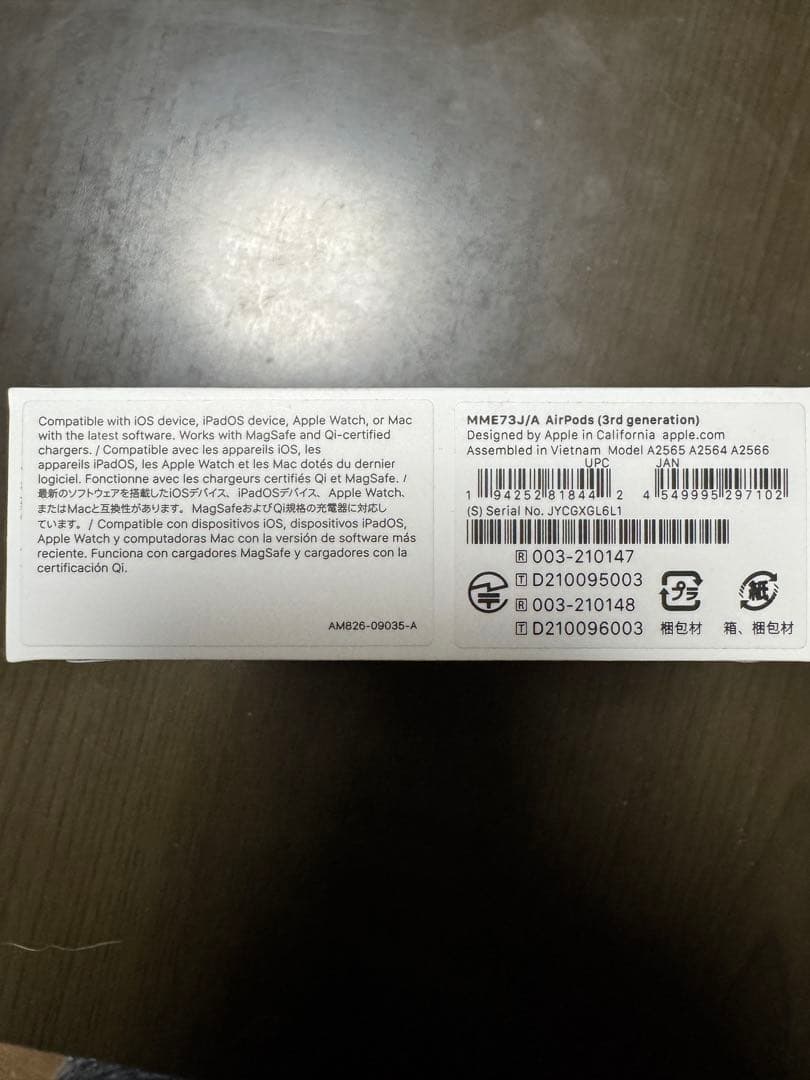 Compatible with iOS device, iPadOS device, Apple Watch, or Mac
with the latest software. Works with MagSafe and Qi-certified
chargers. / Compatible avec les appareils iOS, les
appareils iPadOS, les Apple Watch et les Mac dotés du dernier
logiciel. Fonctionne avec les chargeurs certifiés Qi et MagSafe. /
最新のソフトウェアを搭載したiOSデバイス、iPadOSデバイス、Apple Watch、
またはMacと互換性があります。MagSafeおよびQi規格の充電器に対応し
ています。/ Compatible con dispositivos iOS, dispositivos iPadOS,
Apple Watch y computadoras Mac con la versión de software más
reciente. Funciona con cargadores MagSafe y cargadores con la
certificación Qi.
AM826-09035-A
MME73J/A AirPods (3rd generation)
Designed by Apple in California apple.com
Assembled in Vietnam Model A2565 A2564 A2566
UPC JAN
1 94252 81844 2 4 549995 297102
(S) Serial No. JYCGXGL6L1
R 003-210147
T D210095003
R 003-210148
T D210096003
プラ
梱包材
紙
箱、梱包材